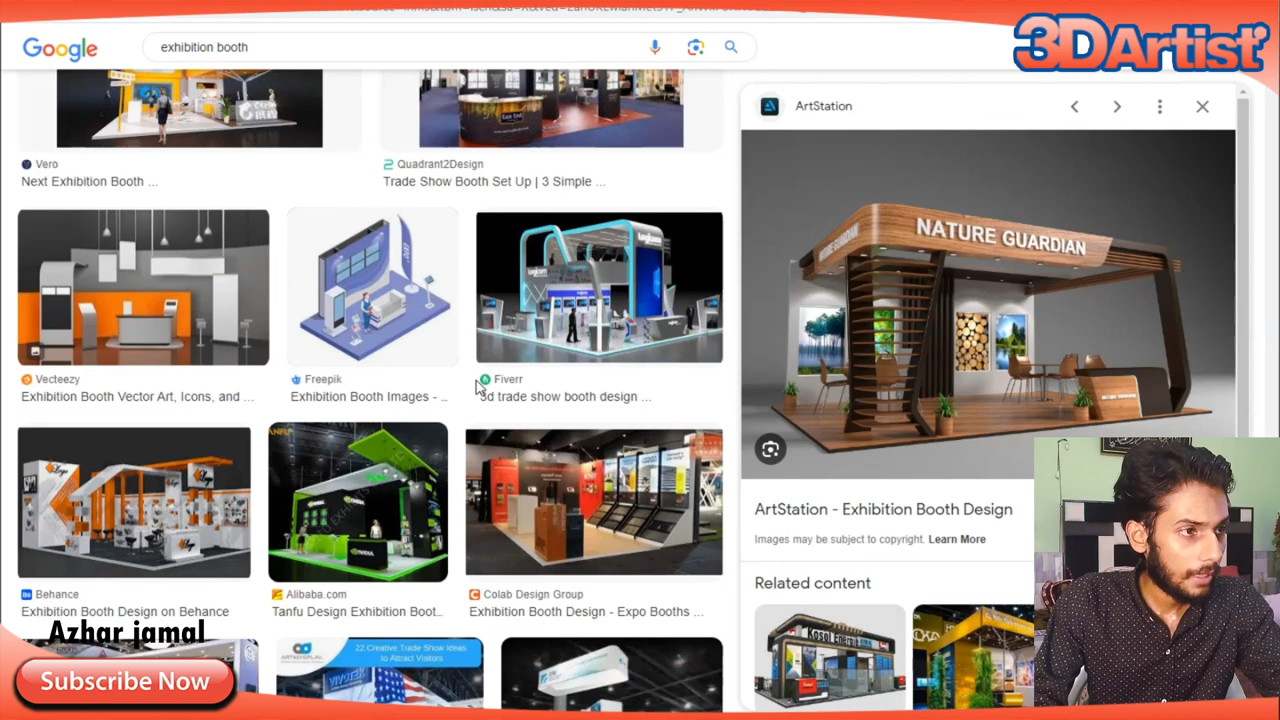 Google
exhibition booth
3DArtist
ArtStation
Vero
Next Exhibition Booth ...
Quadrant2Design
Trade Show Booth Set Up | 3 Simple ...
NATURE GUARDIAN
Vecteezy
Exhibition Booth Vector Art, Icons, and ...
Freepik
Exhibition Booth Images - ..
Fiverr
3d trade show booth design ...
ArtStation - Exhibition Booth Design
Images may be subject to copyright. Learn More
Related content
Behance
Exhibition Booth Design on Behance
Alibaba.com
Tanfu Design Exhibition Boot...
Colab Design Group
Exhibition Booth Design - Expo Booths ...
Azhar jamal
Subscribe Now
22 Creative Trade Show Ideas
to Attract Visitors